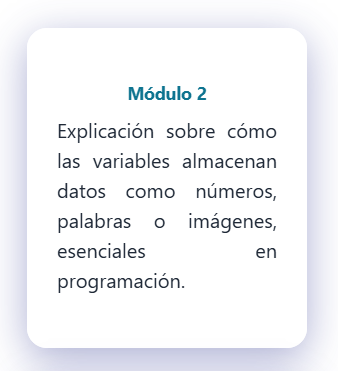 Módulo 2
Explicación sobre cómo
las variables almacenan
datos como números,
palabras o imágenes,
esenciales en
programación.